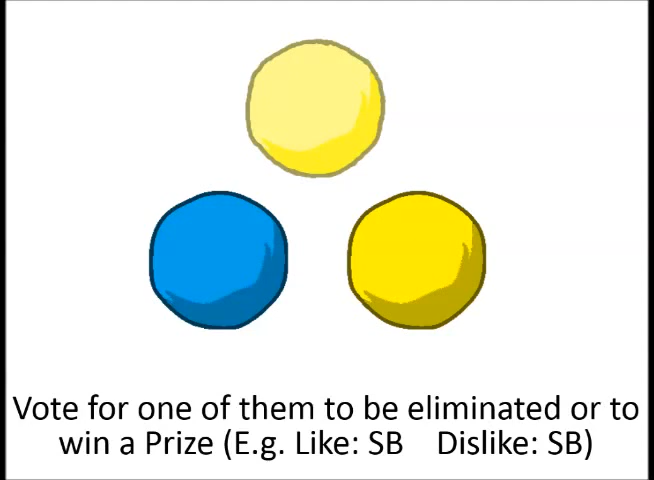 Vote for one of them to be eliminated or to
win a Prize (E.g. Like: SB    Dislike: SB)